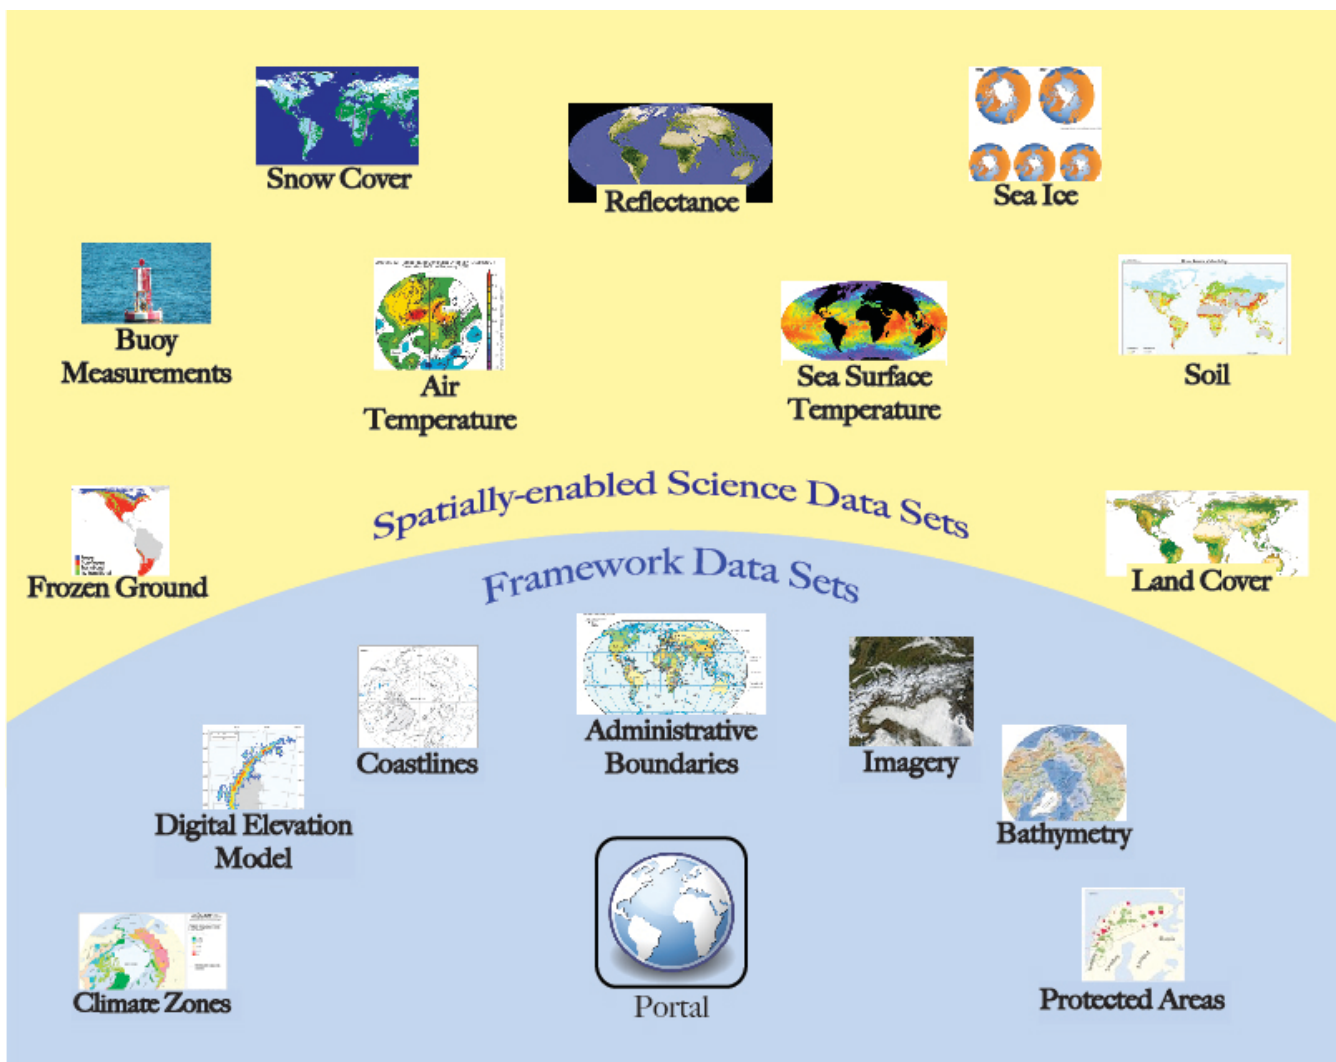 Snow Cover
Reflectance
Sea Ice
Buoy
Measurements
Air
Temperature
Sea Surface
Temperature
Soil
Spatially-enabled Science Data Sets
Frozen Ground
Land Cover
Framework Data Sets
Coastlines
Administrative
Boundaries
Imagery
Digital Elevation
Model
Bathymetry
Climate Zones
Portal
Protected Areas